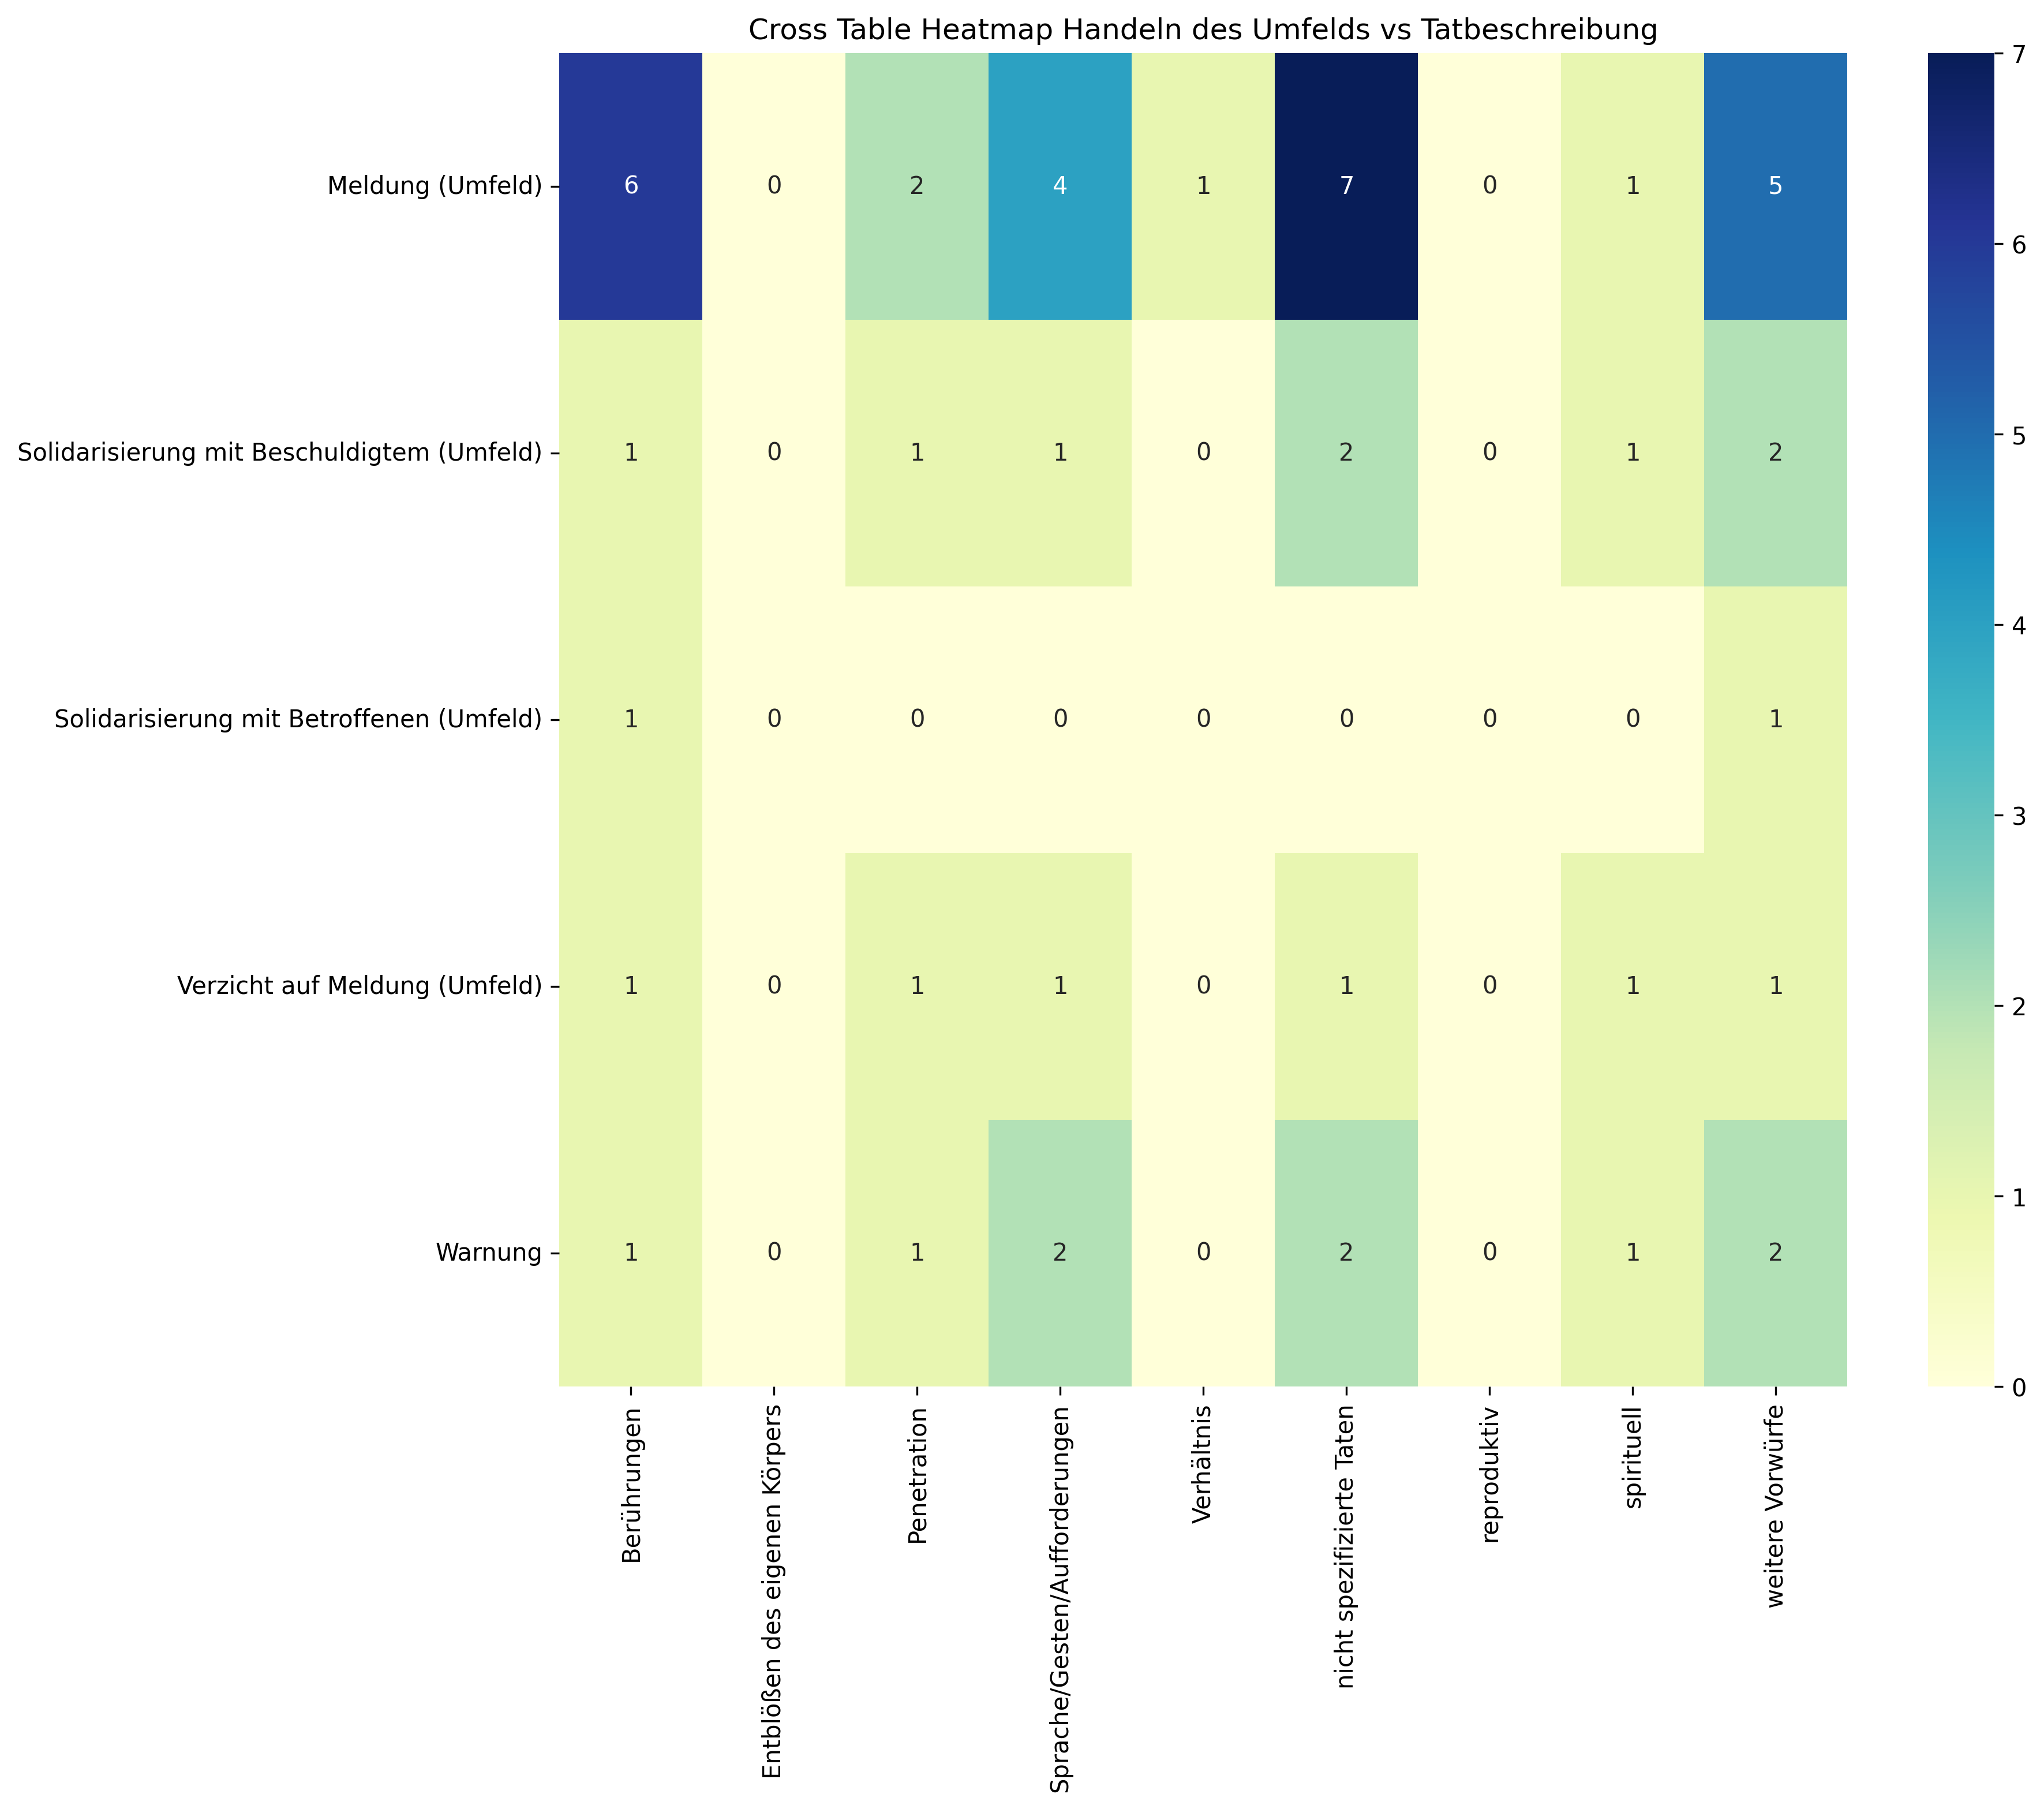 Cross Table Heatmap Handeln des Umfelds vs Tatbeschreibung
Meldung (Umfeld) 6 0 2 4 1 7 0 1 5
Solidarisierung mit Beschuldigtem (Umfeld) 1 0 1 1 0 2 0 1 2
Solidarisierung mit Betroffenen (Umfeld) 1 0 0 0 0 0 0 0 1
Verzicht auf Meldung (Umfeld) 1 0 1 1 0 1 0 1 1
Warnung 1 0 1 2 0 2 0 1 2
Berührungen
Entblößen des eigenen Körpers
Penetration
Sprache/Gesten/Aufforderungen
Verhältnis
nicht spezifizierte Taten
reproduktiv
spirituell
weitere Vorwürfe
7
6
5
4
3
2
1
0